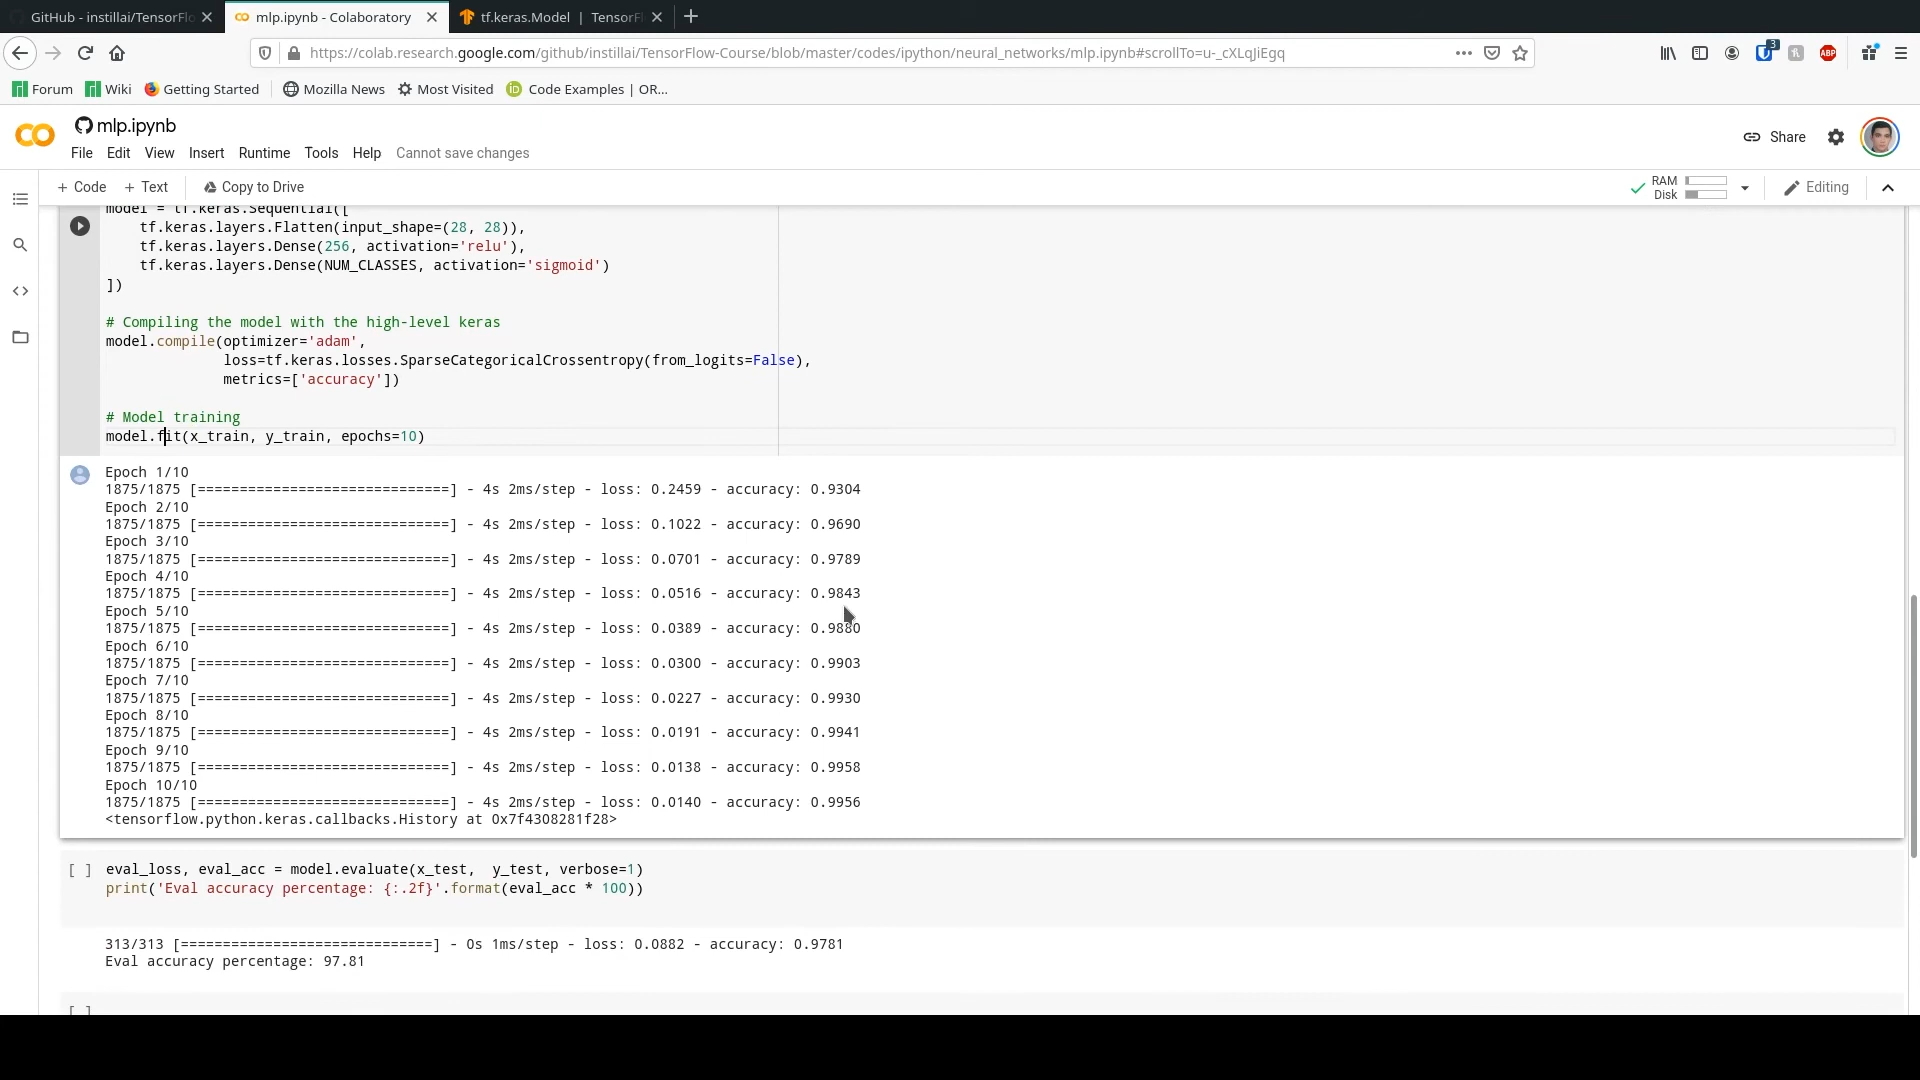 GitHub - instillai/TensorFlo
mlp.ipynb - Colaboratory
tf.keras.Model | TensorFl
https://colab.research.google.com/github/instillai/TensorFlow-Course/blob/master/codes/ipython/neural_networks/mlp.ipynb#scrollTo=u-_cXLqJiEgq
3
ABP
Forum Wiki Getting Started Mozilla News Most Visited Code Examples | OR...
mlp.ipynb
Share
File Edit View Insert Runtime Tools Help Cannot save changes
+ Code + Text Copy to Drive
RAM
Disk
Editing
model = tf.keras.Sequential([
    tf.keras.layers.Flatten(input_shape=(28, 28)),
    tf.keras.layers.Dense(256, activation='relu'),
    tf.keras.layers.Dense(NUM_CLASSES, activation='sigmoid')
])
# Compiling the model with the high-level keras
model.compile(optimizer='adam',
              loss=tf.keras.losses.SparseCategoricalCrossentropy(from_logits=False),
              metrics=['accuracy'])
# Model training
model.fit(x_train, y_train, epochs=10)
Epoch 1/10
1875/1875 [==============================] - 4s 2ms/step - loss: 0.2459 - accuracy: 0.9304
Epoch 2/10
1875/1875 [==============================] - 4s 2ms/step - loss: 0.1022 - accuracy: 0.9690
Epoch 3/10
1875/1875 [==============================] - 4s 2ms/step - loss: 0.0701 - accuracy: 0.9789
Epoch 4/10
1875/1875 [==============================] - 4s 2ms/step - loss: 0.0516 - accuracy: 0.9843
Epoch 5/10
1875/1875 [==============================] - 4s 2ms/step - loss: 0.0389 - accuracy: 0.9880
Epoch 6/10
1875/1875 [==============================] - 4s 2ms/step - loss: 0.0300 - accuracy: 0.9903
Epoch 7/10
1875/1875 [==============================] - 4s 2ms/step - loss: 0.0227 - accuracy: 0.9930
Epoch 8/10
1875/1875 [==============================] - 4s 2ms/step - loss: 0.0191 - accuracy: 0.9941
Epoch 9/10
1875/1875 [==============================] - 4s 2ms/step - loss: 0.0138 - accuracy: 0.9958
Epoch 10/10
1875/1875 [==============================] - 4s 2ms/step - loss: 0.0140 - accuracy: 0.9956
<tensorflow.python.keras.callbacks.History at 0x7f4308281f28>
[ ] eval_loss, eval_acc = model.evaluate(x_test,  y_test, verbose=1)
print('Eval accuracy percentage: {:.2f}'.format(eval_acc * 100))
313/313 [==============================] - 0s 1ms/step - loss: 0.0882 - accuracy: 0.9781
Eval accuracy percentage: 97.81
[ ]